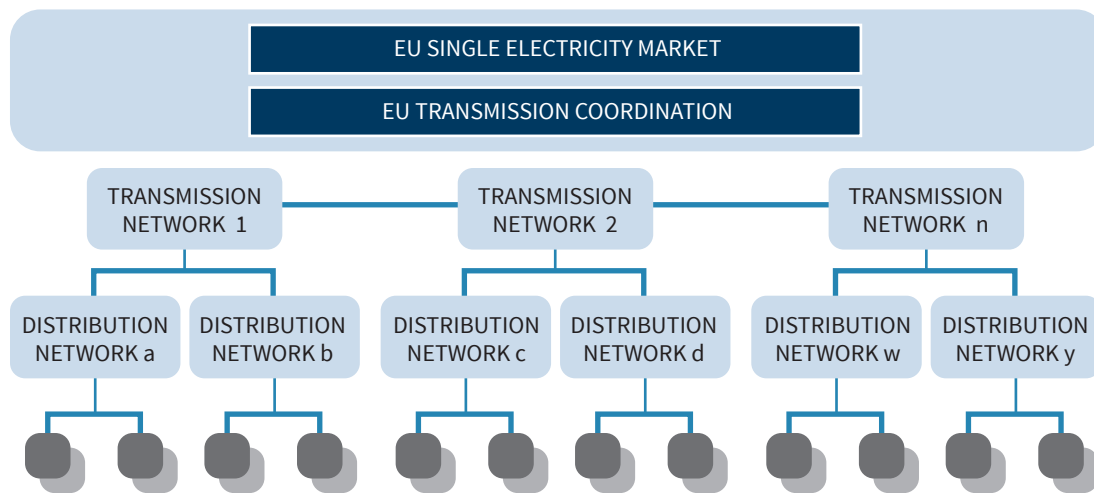 EU SINGLE ELECTRICITY MARKET
EU TRANSMISSION COORDINATION
TRANSMISSION
NETWORK 1
TRANSMISSION
NETWORK 2
TRANSMISSION
NETWORK n
DISTRIBUTION
NETWORK a
DISTRIBUTION
NETWORK b
DISTRIBUTION
NETWORK c
DISTRIBUTION
NETWORK d
DISTRIBUTION
NETWORK w
DISTRIBUTION
NETWORK y